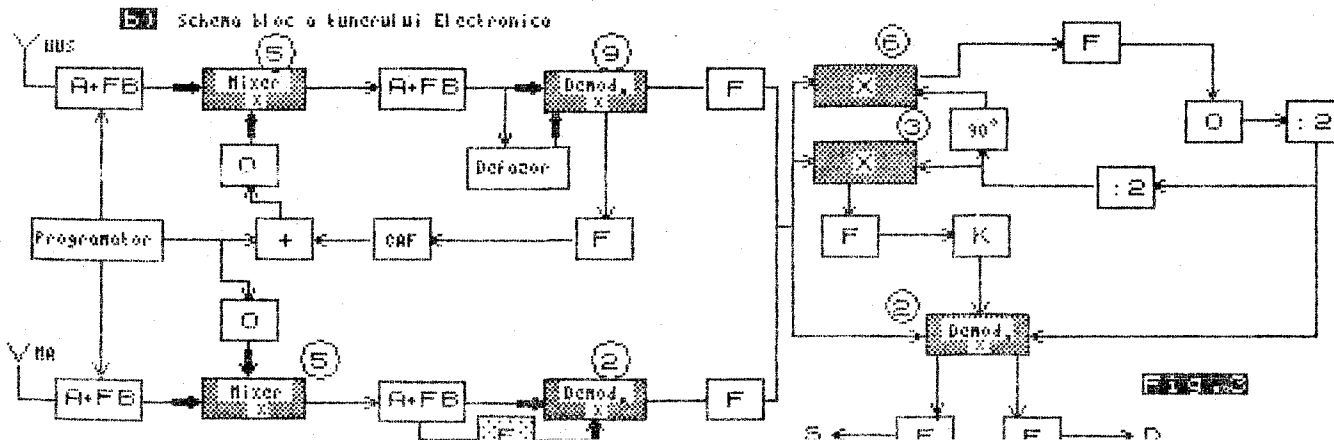 b) Schema bloc a tunerului Electronica
UUS
A+FB
5
Mixer
x
A+FB
9
Demod.
x
F
6
X
F
90°
O
:2
3
X
O
Defazor
:2
Programator
+
CAF
F
F
K
O
2
Demod.
x
MA
A+FB
5
Mixer
x
A+FB
2
Demod.
x
F
F
S
F
F
D